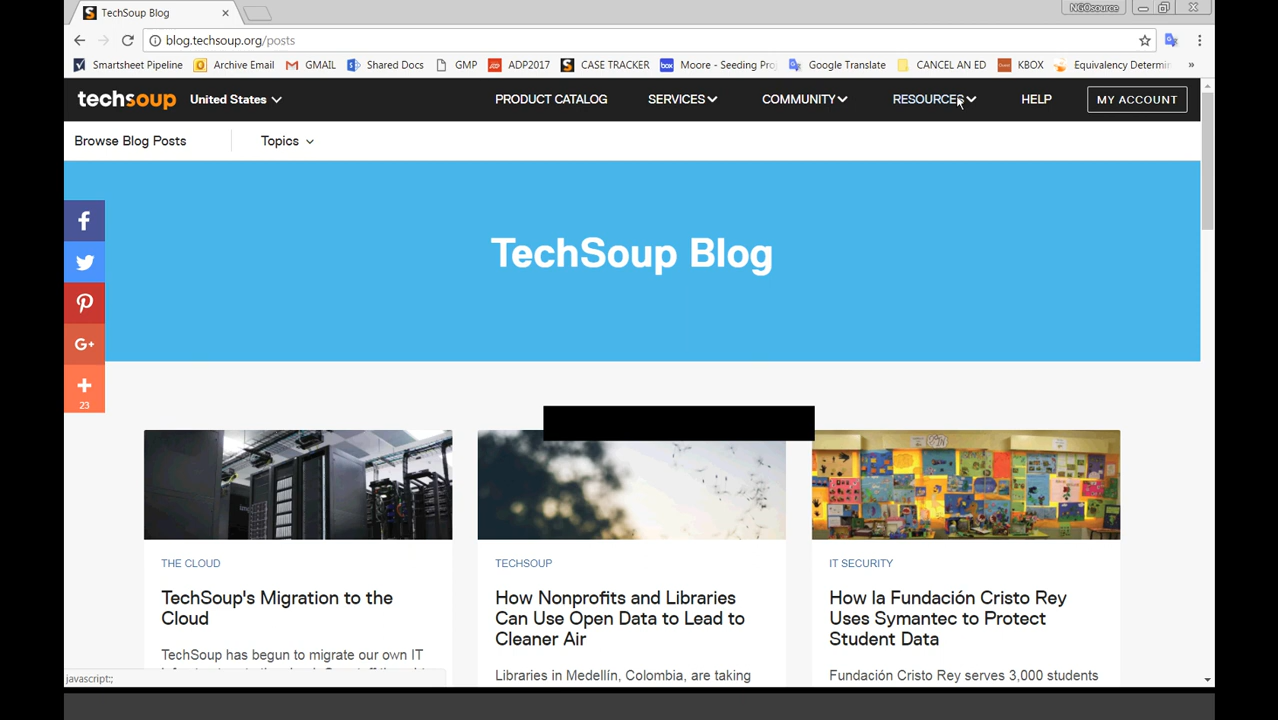 TechSoup Blog
NGOsource
blog.techsoup.org/posts
Smartsheet Pipeline Archive Email GMAIL Shared Docs GMP ADP2017 CASE TRACKER Moore - Seeding Proj Google Translate CANCEL AN ED KBOX Equivalency Determin »
techsoup United States PRODUCT CATALOG SERVICES COMMUNITY RESOURCES HELP MY ACCOUNT
Browse Blog Posts Topics
TechSoup Blog
23
THE CLOUD
TechSoup's Migration to the
Cloud
TechSoup has begun to migrate our own IT
TECHSOUP
How Nonprofits and Libraries
Can Use Open Data to Lead to
Cleaner Air
Libraries in Medellín, Colombia, are taking
IT SECURITY
How la Fundación Cristo Rey
Uses Symantec to Protect
Student Data
Fundación Cristo Rey serves 3,000 students
javascript:;